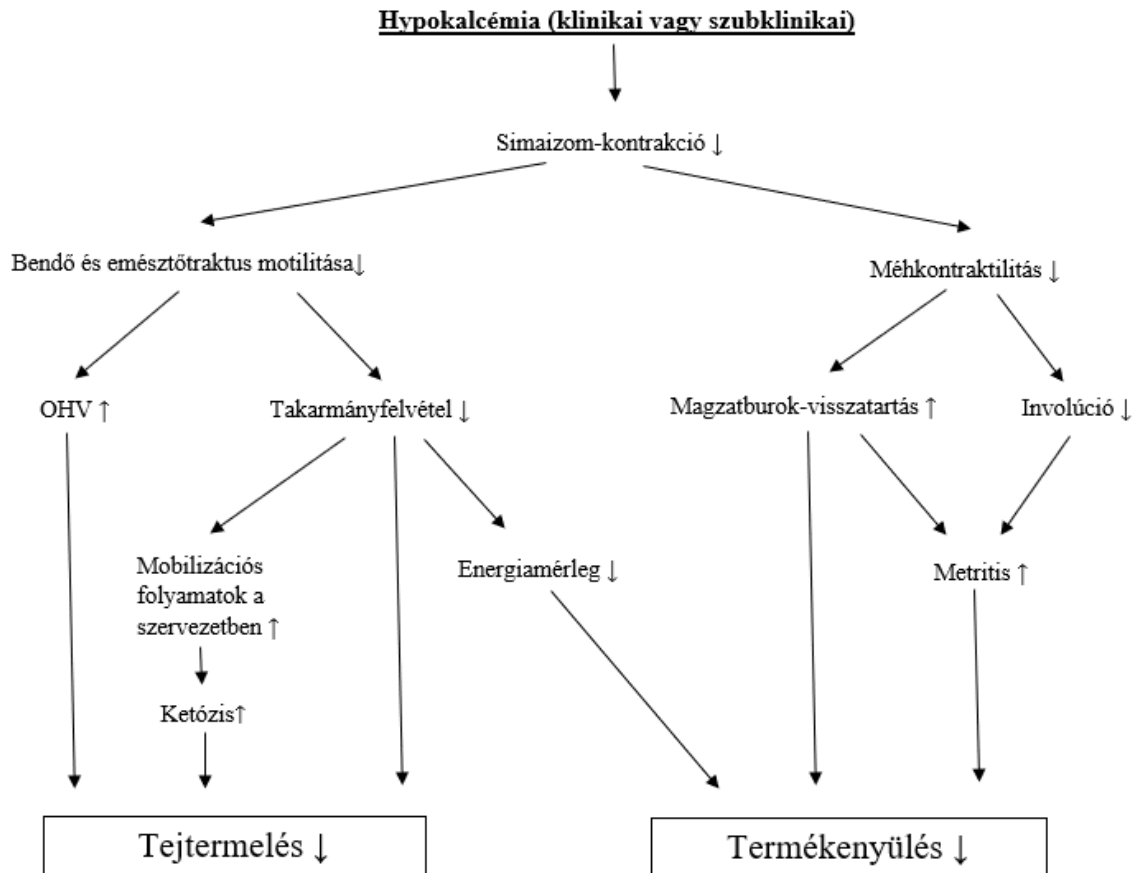 Hypokalcémia (klinikai vagy szubklinikai)
Simaizom-kontrakció ↓
Bendő és emésztőtraktus motilitása↓
Méhkontraktilitás ↓
OHV ↑
Takarmányfelvétel ↓
Magzatburok-visszatartás ↑
Involúció ↓
Mobilizációs
folyamatok a
szervezetben ↑
Energiamérleg ↓
Metritis ↑
Ketózis↑
Tejtermelés ↓
Termékenyülés ↓